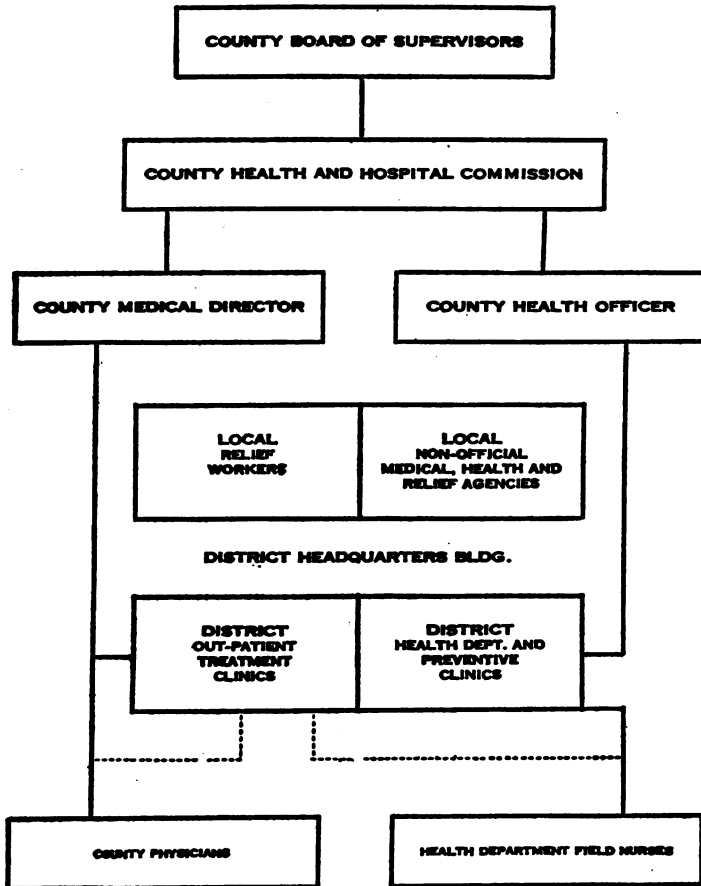 COUNTY BOARD OF SUPERVISORS
COUNTY HEALTH AND HOSPITAL COMMISSION
COUNTY MEDICAL DIRECTOR
COUNTY HEALTH OFFICER
LOCAL
RELIEF
WORKERS
LOCAL
NON-OFFICIAL
MEDICAL, HEALTH AND
RELIEF AGENCIES
DISTRICT HEADQUARTERS BLDG.
DISTRICT
OUT-PATIENT
TREATMENT
CLINICS
DISTRICT
HEALTH DEPT. AND
PREVENTIVE
CLINICS
COUNTY PHYSICIANS
HEALTH DEPARTMENT FIELD NURSES